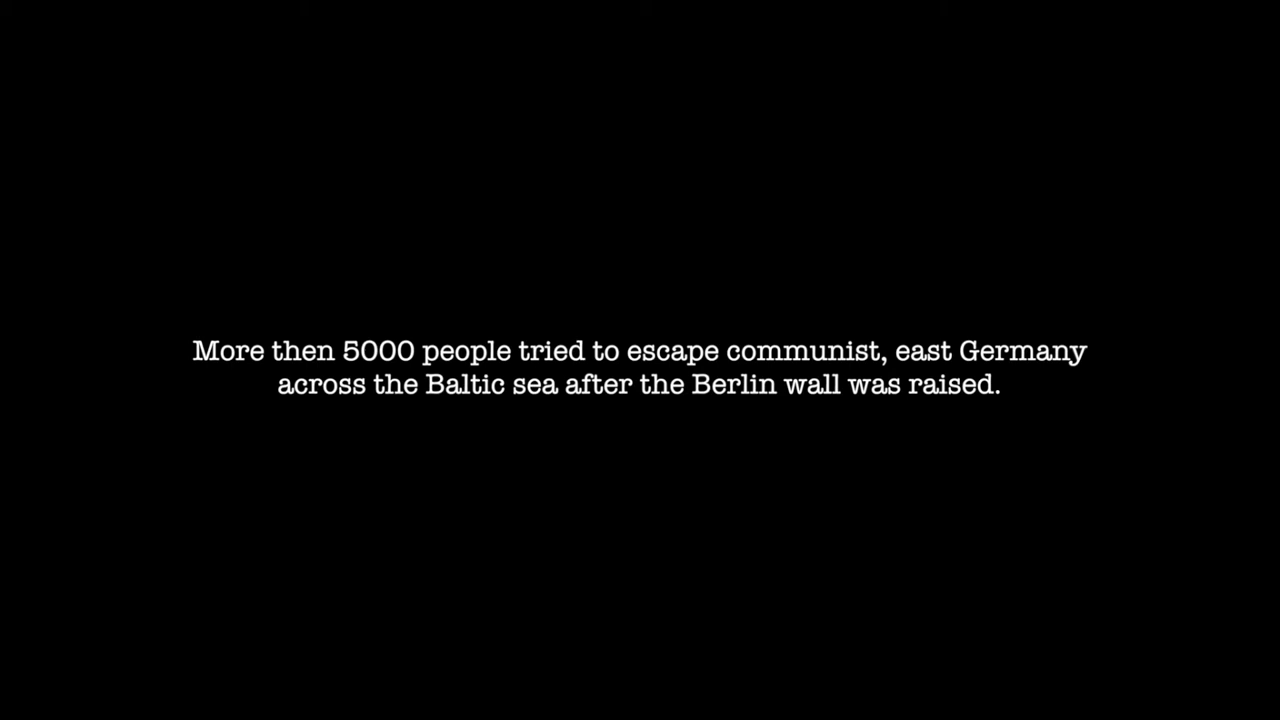 More then 5000 people tried to escape communist, east Germany
across the Baltic sea after the Berlin wall was raised.